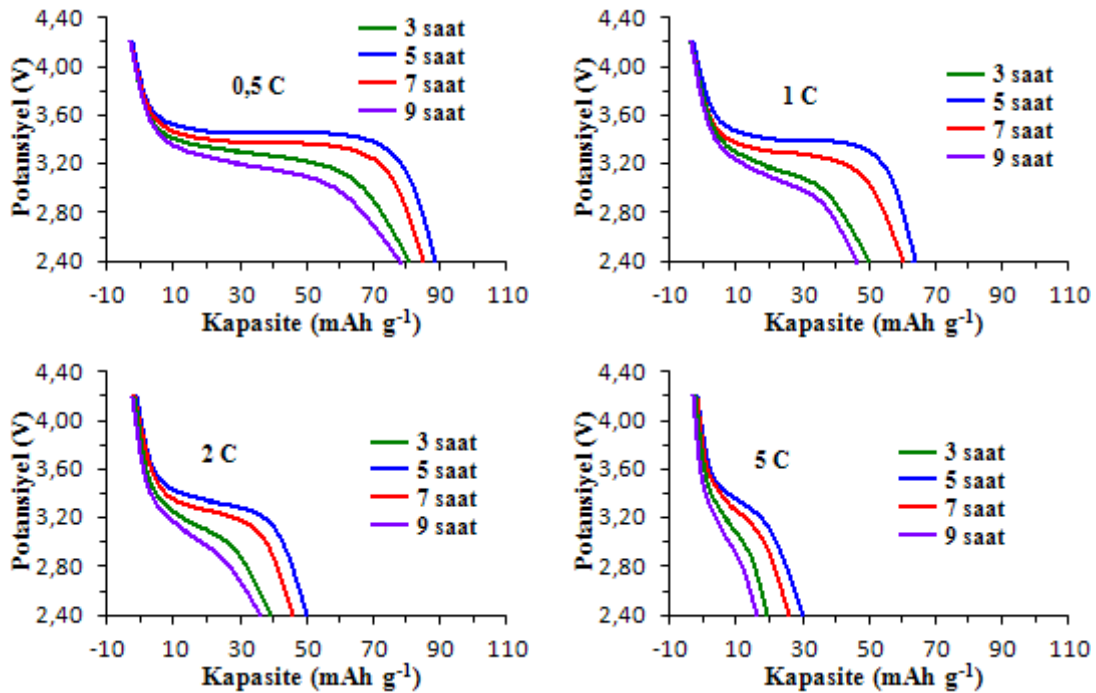 4,40
4,00
3,60
3,20
2,80
2,40
Potansiyel (V)
0,5 C
3 saat
5 saat
7 saat
9 saat
-10 10 30 50 70 90 110
Kapasite (mAh g-1)
4,40
4,00
3,60
3,20
2,80
2,40
Potansiyel (V)
1 C
3 saat
5 saat
7 saat
9 saat
-10 10 30 50 70 90 110
Kapasite (mAh g-1)
4,40
4,00
3,60
3,20
2,80
2,40
Potansiyel (V)
2 C
3 saat
5 saat
7 saat
9 saat
-10 10 30 50 70 90 110
Kapasite (mAh g-1)
4,40
4,00
3,60
3,20
2,80
2,40
Potansiyel (V)
5 C
3 saat
5 saat
7 saat
9 saat
-10 10 30 50 70 90 110
Kapasite (mAh g-1)